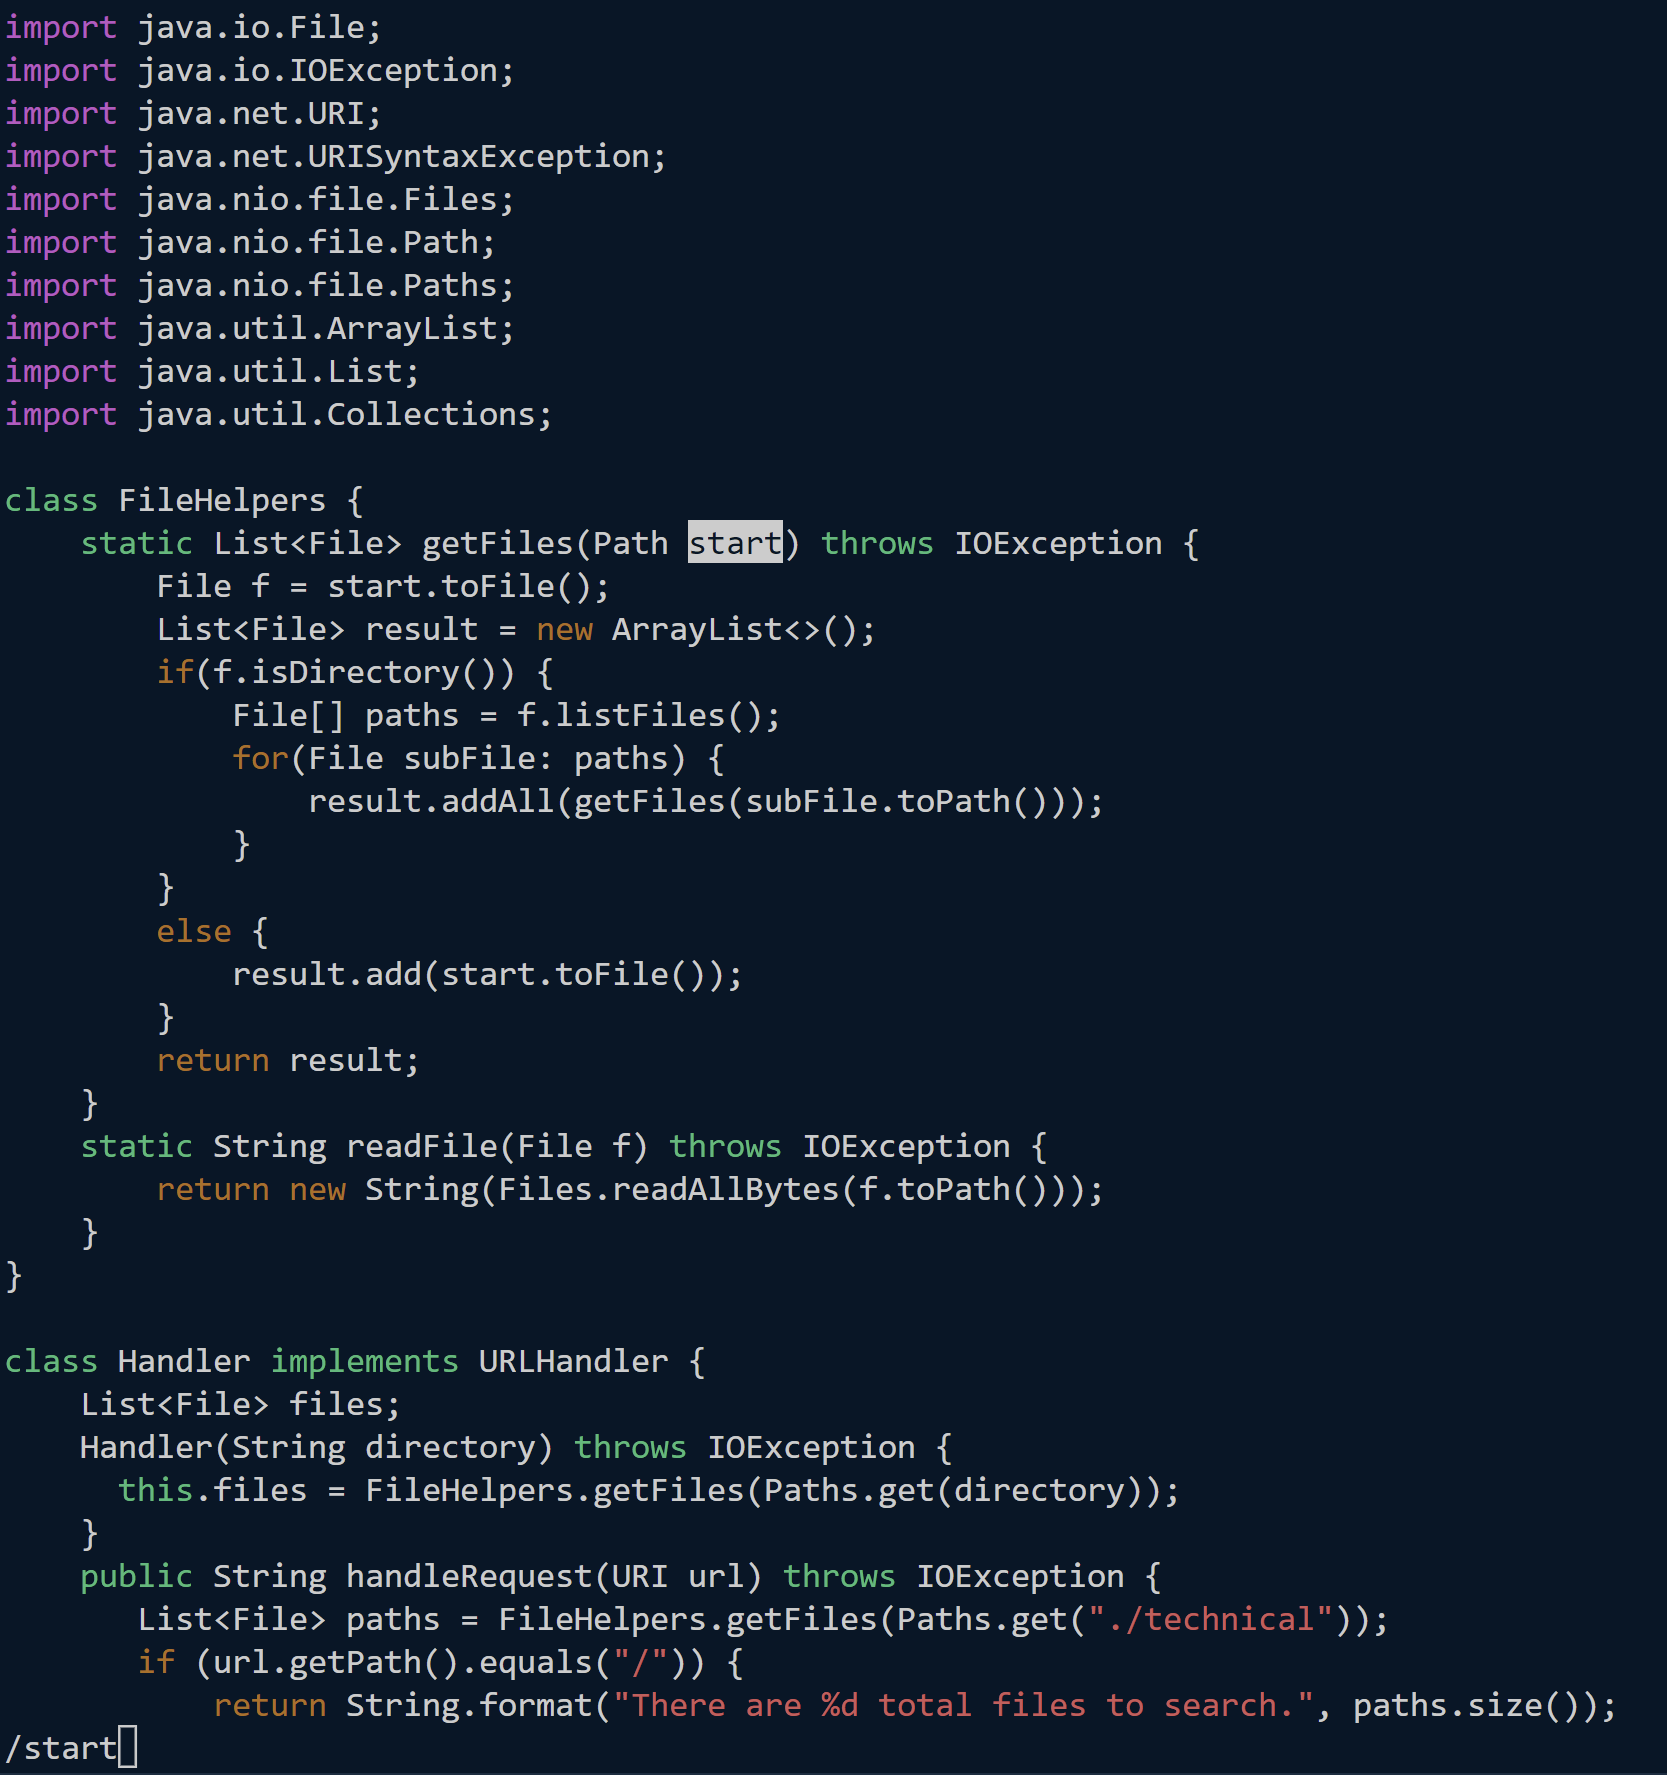 import java.io.File;
import java.io.IOException;
import java.net.URI;
import java.net.URISyntaxException;
import java.nio.file.Files;
import java.nio.file.Path;
import java.nio.file.Paths;
import java.util.ArrayList;
import java.util.List;
import java.util.Collections;

class FileHelpers {
    static List<File> getFiles(Path start) throws IOException {
        File f = start.toFile();
        List<File> result = new ArrayList<>();
        if(f.isDirectory()) {
            File[] paths = f.listFiles();
            for(File subFile: paths) {
                result.addAll(getFiles(subFile.toPath()));
            }
        }
        else {
            result.add(start.toFile());
        }
        return result;
    }
    static String readFile(File f) throws IOException {
        return new String(Files.readAllBytes(f.toPath()));
    }
}

class Handler implements URLHandler {
    List<File> files;
    Handler(String directory) throws IOException {
      this.files = FileHelpers.getFiles(Paths.get(directory));
    }
    public String handleRequest(URI url) throws IOException {
       List<File> paths = FileHelpers.getFiles(Paths.get("./technical"));
       if (url.getPath().equals("/")) {
           return String.format("There are %d total files to search.", paths.size());
/start